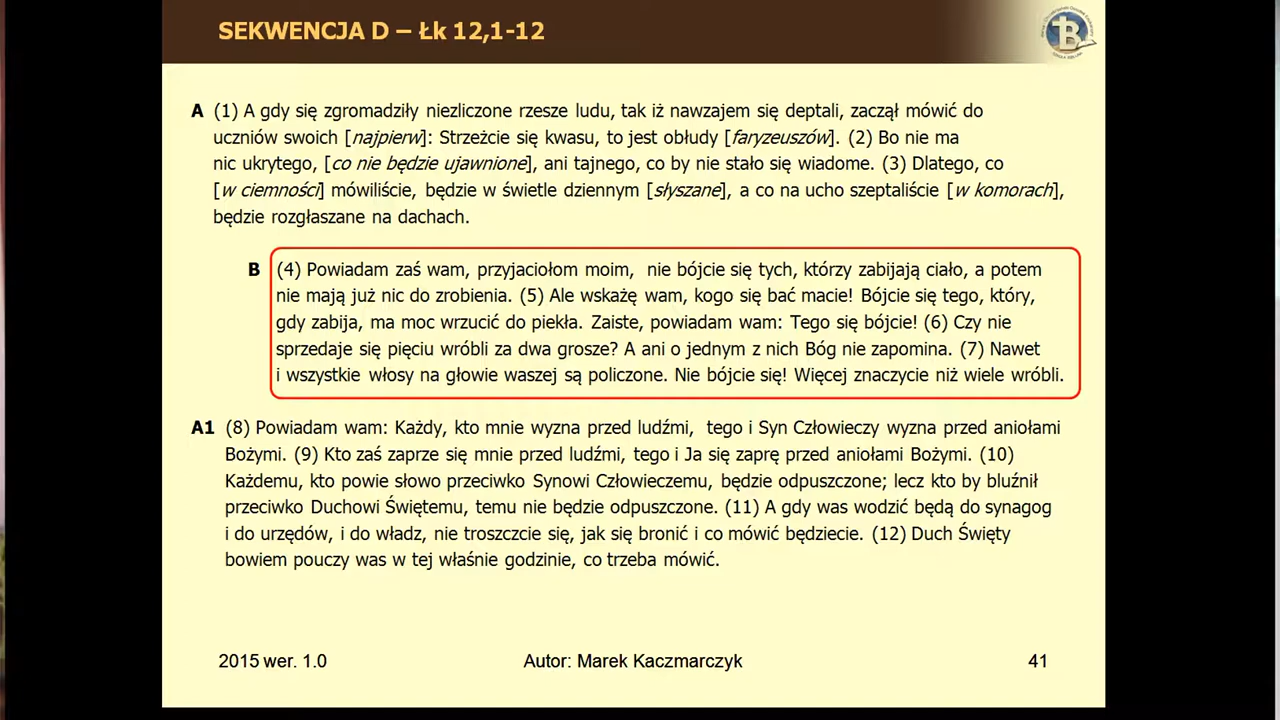 SEKWENCJA D – Łk 12,1-12
B
A (1) A gdy się zgromadziły niezliczone rzesze ludu, tak iż nawzajem się deptali, zaczął mówić do
uczniów swoich [najpierw]: Strzeżcie się kwasu, to jest obłudy [faryzeuszów]. (2) Bo nie ma
nic ukrytego, [co nie będzie ujawnione], ani tajnego, co by nie stało się wiadome. (3) Dlatego, co
[w ciemności] mówiliście, będzie w świetle dziennym [słyszane], a co na ucho szeptaliście [w komorach],
będzie rozgłaszane na dachach.
B (4) Powiadam zaś wam, przyjaciołom moim, nie bójcie się tych, którzy zabijają ciało, a potem
nie mają już nic do zrobienia. (5) Ale wskażę wam, kogo się bać macie! Bójcie się tego, który,
gdy zabija, ma moc wrzucić do piekła. Zaiste, powiadam wam: Tego się bójcie! (6) Czy nie
sprzedaje się pięciu wróbli za dwa grosze? A ani o jednym z nich Bóg nie zapomina. (7) Nawet
i wszystkie włosy na głowie waszej są policzone. Nie bójcie się! Więcej znaczycie niż wiele wróbli.
A1 (8) Powiadam wam: Każdy, kto mnie wyzna przed ludźmi, tego i Syn Człowieczy wyzna przed aniołami
Bożymi. (9) Kto zaś zaprze się mnie przed ludźmi, tego i Ja się zaprę przed aniołami Bożymi. (10)
Każdemu, kto powie słowo przeciwko Synowi Człowieczemu, będzie odpuszczone; lecz kto by bluźnił
przeciwko Duchowi Świętemu, temu nie będzie odpuszczone. (11) A gdy was wodzić będą do synagog
i do urzędów, i do władz, nie troszczcie się, jak się bronić i co mówić będziecie. (12) Duch Święty
bowiem pouczy was w tej właśnie godzinie, co trzeba mówić.
2015 wer. 1.0
Autor: Marek Kaczmarczyk
41